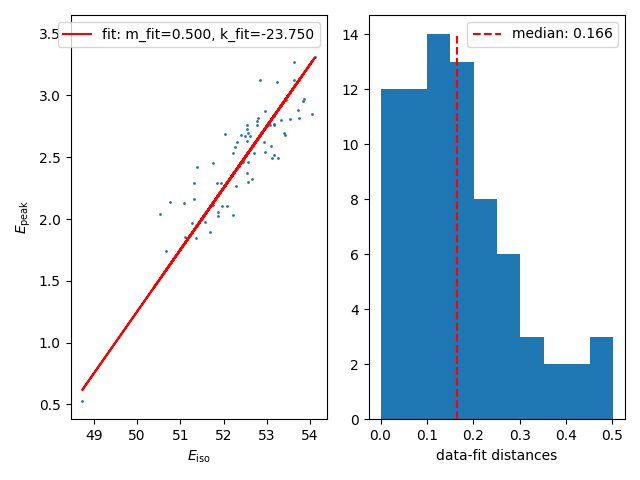 3.5
3.0
2.5
2.0
1.5
1.0
0.5
E_peak
fit: m_fit=0.500, k_fit=-23.750
49 50 51 52 53 54
E_iso
14
12
10
8
6
4
2
0
median: 0.166
0.0 0.1 0.2 0.3 0.4 0.5
data-fit distances